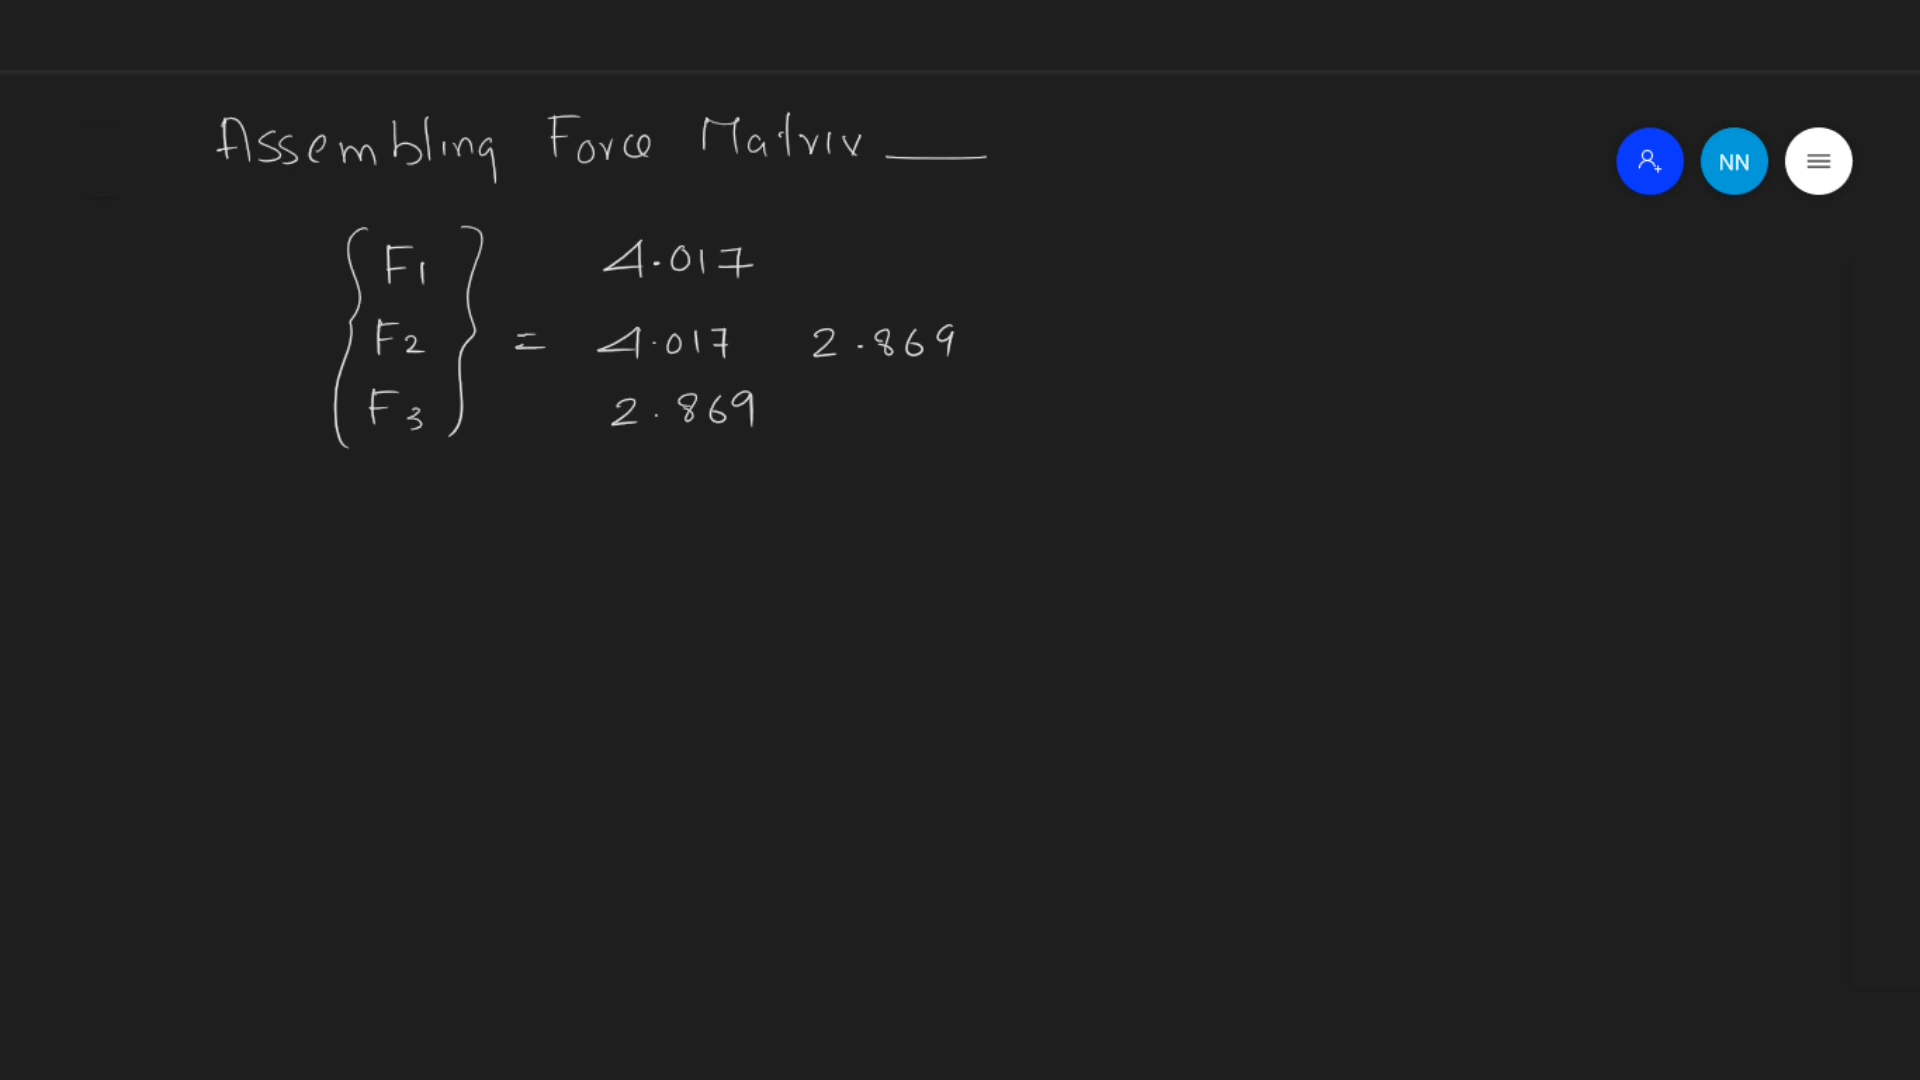 Assembling Force Matrix
NN
F1 4.017
F2 = 4.017 2.869
F3 2.869